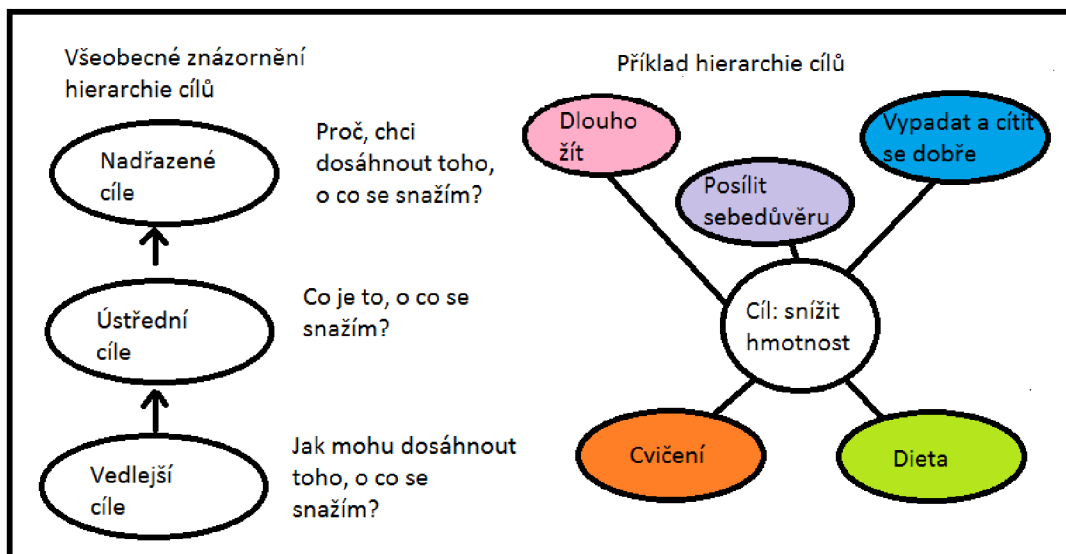 Všeobecné znázornění
hierarchie cílů
Nadřazené
cíle
Proč, chci
dosáhnout toho,
o co se snažím?
Ústřední
cíle
Co je to, o co se
snažím?
Vedlejší
cíle
Jak mohu dosáhnout
toho, o co se
snažím?
Příklad hierarchie cílů
Dlouho
žít
Posílit
sebedůvěru
Vypadat a cítit
se dobře
Cíl: snížit
hmotnost
Cvičení
Dieta